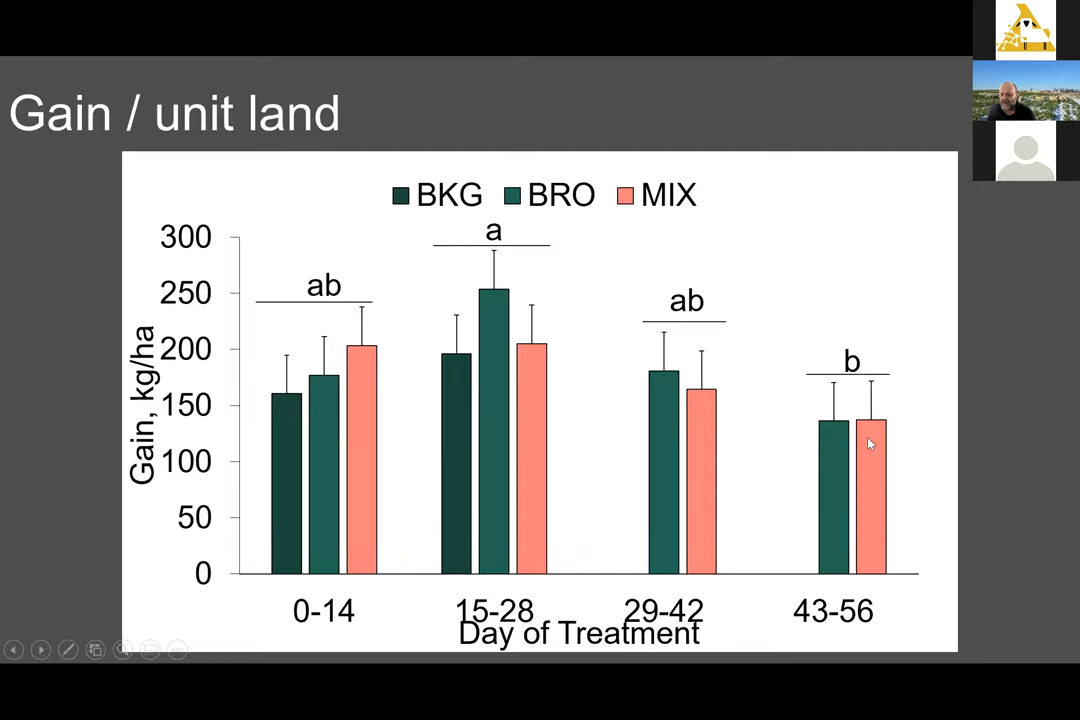 Gain / unit land
BKG BRO MIX
Gain, kg/ha
300
250
200
150
100
50
0
ab
a
ab
b
0-14 15-28 29-42 43-56
Day of Treatment